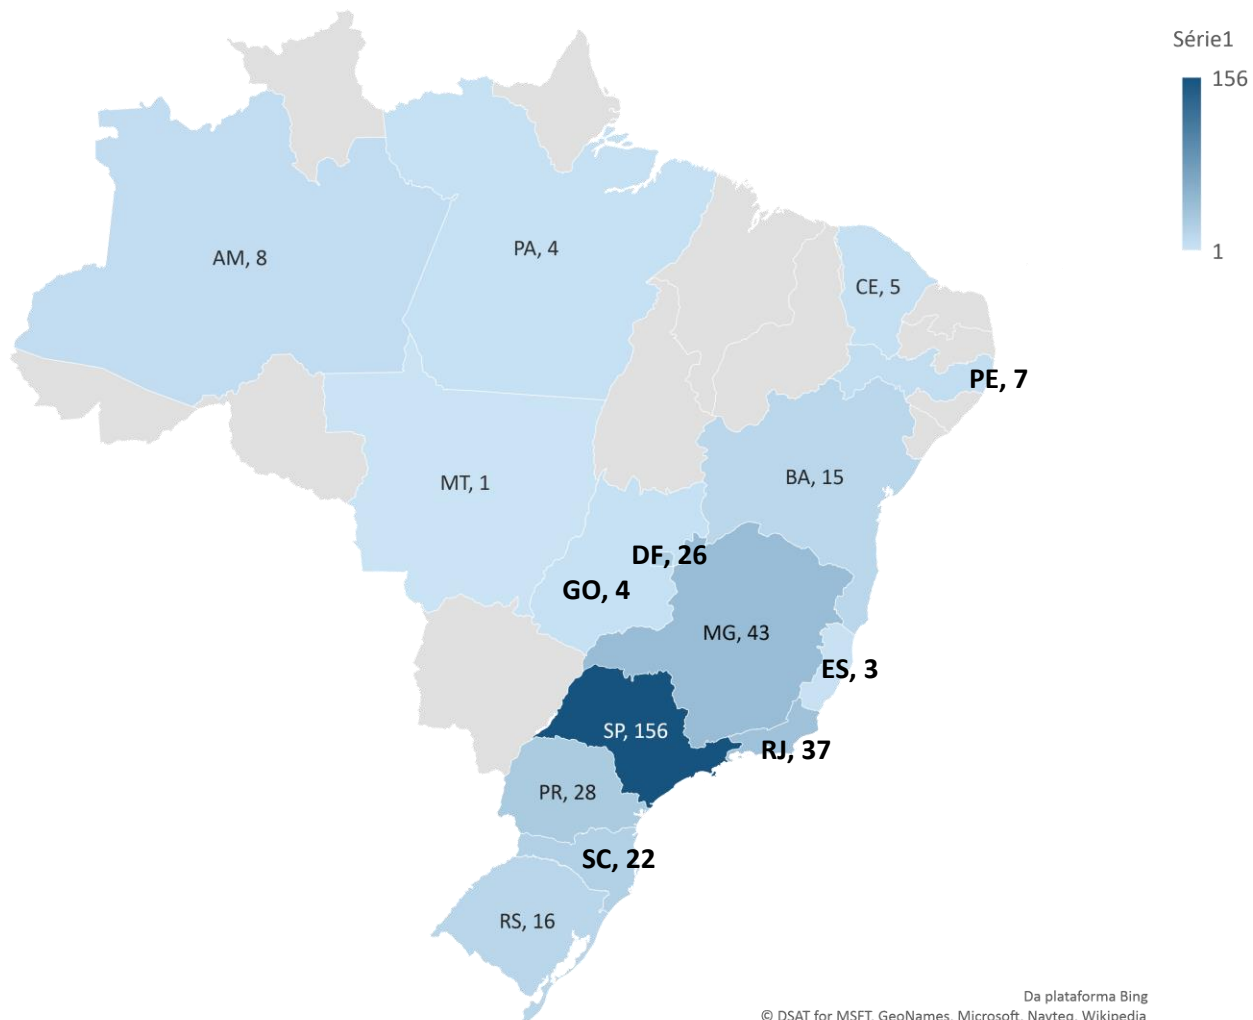 Série1
156
1
AM, 8
PA, 4
CE, 5
PE, 7
MT, 1
BA, 15
DF, 26
GO, 4
MG, 43
ES, 3
SP, 156
RJ, 37
PR, 28
SC, 22
RS, 16
Da plataforma Bing
© DSAT for MSFT, GeoNames, Microsoft, Navteq, Wikipedia